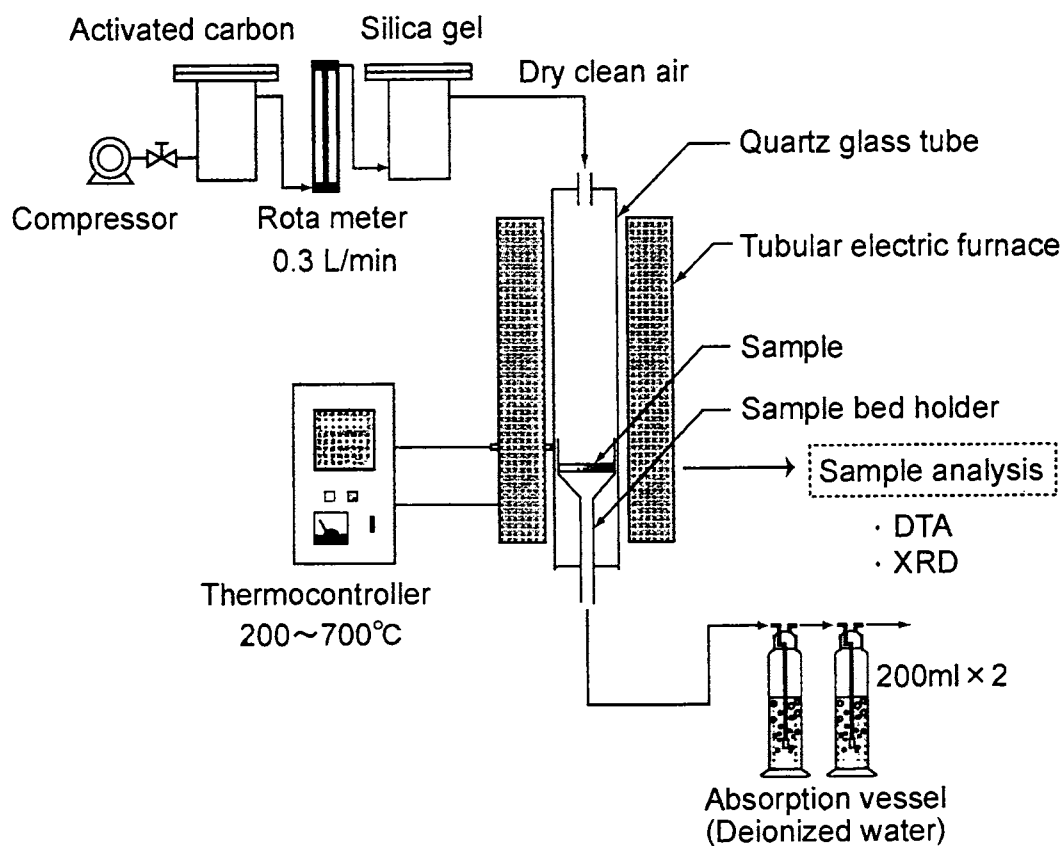 Activated carbon
Silica gel
Dry clean air
Quartz glass tube
Compressor
Rota meter
0.3 L/min
Tubular electric furnace
Sample
Sample bed holder
Sample analysis
· DTA
· XRD
Thermocontroller
200～700℃
200ml × 2
Absorption vessel
(Deionized water)